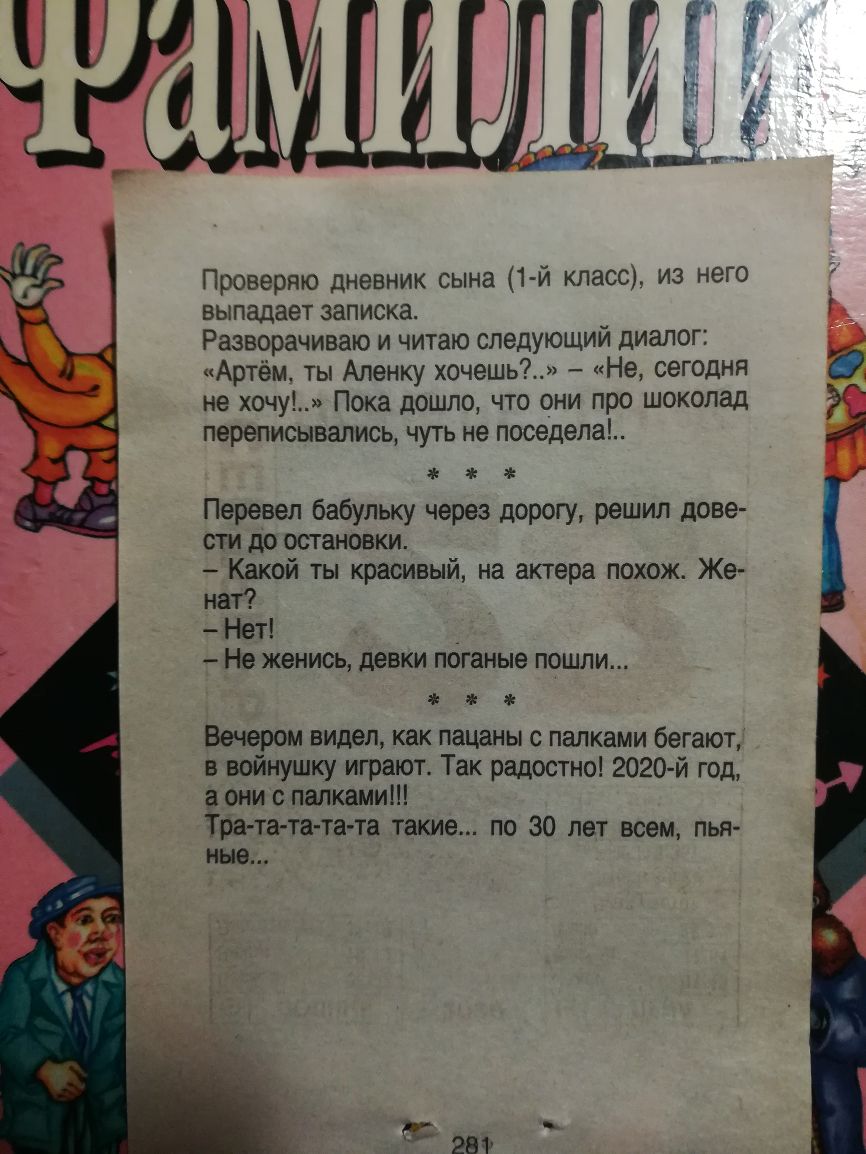 Фамилии
Проверяю дневник сына (1-й класс), из него
выпадает записка.
Разворачиваю и читаю следующий диалог:
«Артём, ты Аленку хочешь?..» – «Не, сегодня
не хочу!..» Пока дошло, что они про шоколад
переписывались, чуть не поседела!..
* * *
Перевел бабульку через дорогу, решил дове-
сти до остановки.
– Какой ты красивый, на актера похож. Же-
нат?
– Нет!
– Не женись, девки поганые пошли...
* * *
Вечером видел, как пацаны с палками бегают,
в войнушку играют. Так радостно! 2020-й год,
а они с палками!!!
Тра-та-та-та-та такие... по 30 лет всем, пья-
ные...
281